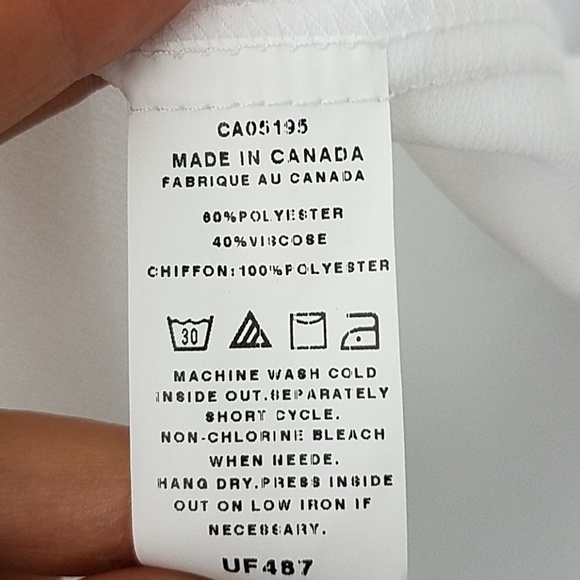 CA05195
MADE IN CANADA
FABRIQUE AU CANADA
60%POLYESTER
40%VISCOSE
CHIFFON:100%POLYESTER
30
MACHINE WASH COLD
INSIDE OUT.SEPARATELY
SHORT CYCLE.
NON-CHLORINE BLEACH
WHEN NEEDE.
HANG DRY.PRESS INSIDE
OUT ON LOW IRON IF
NECESSARY.
UF487